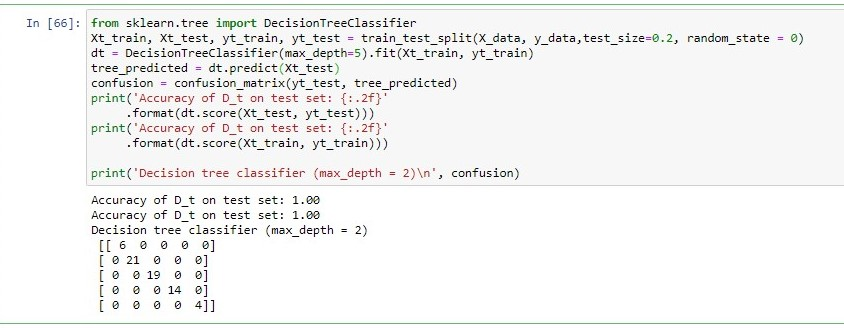 In [66]: from sklearn.tree import DecisionTreeClassifier
Xt_train, Xt_test, yt_train, yt_test = train_test_split(X_data, y_data,test_size=0.2, random_state = 0)
dt = DecisionTreeClassifier(max_depth=5).fit(Xt_train, yt_train)
tree_predicted = dt.predict(Xt_test)
confusion = confusion_matrix(yt_test, tree_predicted)
print('Accuracy of D_t on test set: {:.2f}'
     .format(dt.score(Xt_test, yt_test)))
print('Accuracy of D_t on test set: {:.2f}'
     .format(dt.score(Xt_train, yt_train)))
print('Decision tree classifier (max_depth = 2)\n', confusion)
Accuracy of D_t on test set: 1.00
Accuracy of D_t on test set: 1.00
Decision tree classifier (max_depth = 2)
 [[ 6  0  0  0  0]
 [ 0 21  0  0  0]
 [ 0  0 19  0  0]
 [ 0  0  0 14  0]
 [ 0  0  0  0  4]]